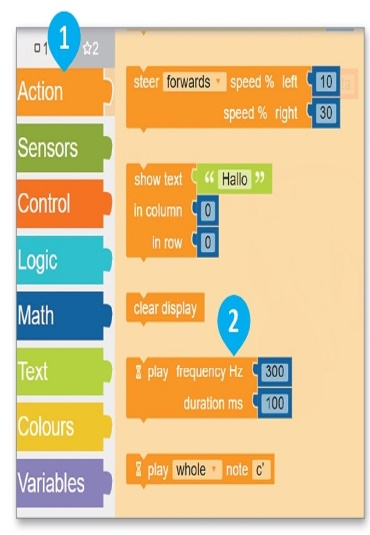 1 ☆2
1
Action
Sensors
Control
Logic
Math
Text
Colours
Variables
steer forwards speed % left 10
speed % right 30
show text “ Hallo ”
in column 0
in row 0
clear display
2
play frequency Hz 300
duration ms 100
play whole note c'